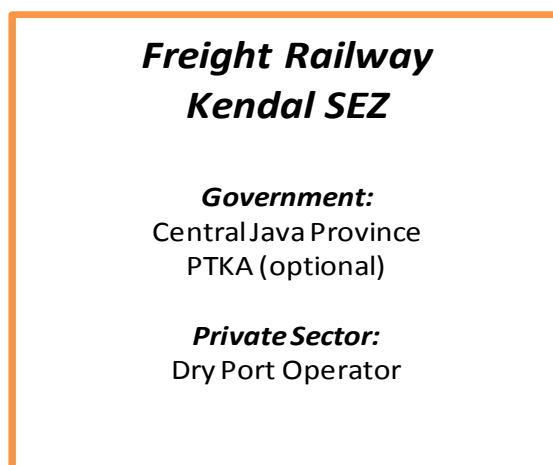 Freight Railway
Kendal SEZ
Government:
Central Java Province
PTKA (optional)
Private Sector:
Dry Port Operator